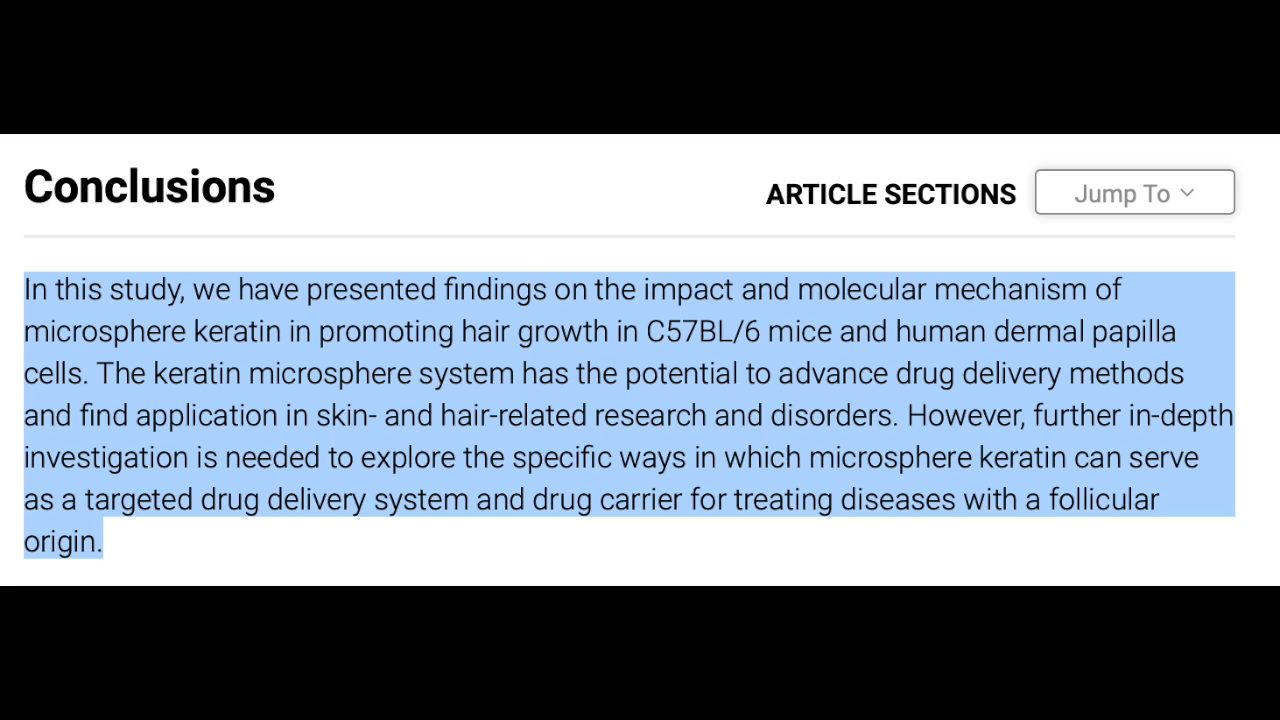 Conclusions
ARTICLE SECTIONS
Jump To
In this study, we have presented findings on the impact and molecular mechanism of
microsphere keratin in promoting hair growth in C57BL/6 mice and human dermal papilla
cells. The keratin microsphere system has the potential to advance drug delivery methods
and find application in skin- and hair-related research and disorders. However, further in-depth
investigation is needed to explore the specific ways in which microsphere keratin can serve
as a targeted drug delivery system and drug carrier for treating diseases with a follicular
origin.